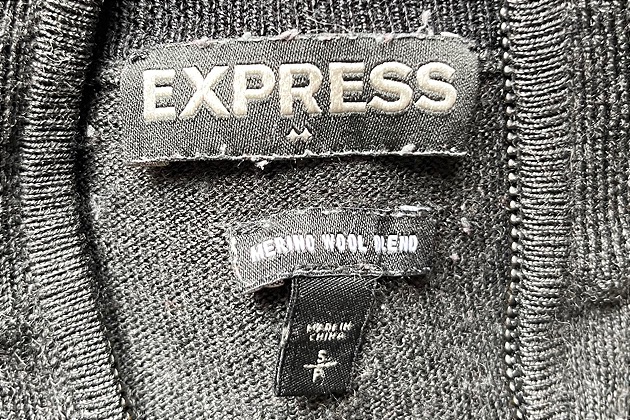 EXPRESS
MERINO WOOL BLEND
MADE IN
CHINA
S
P